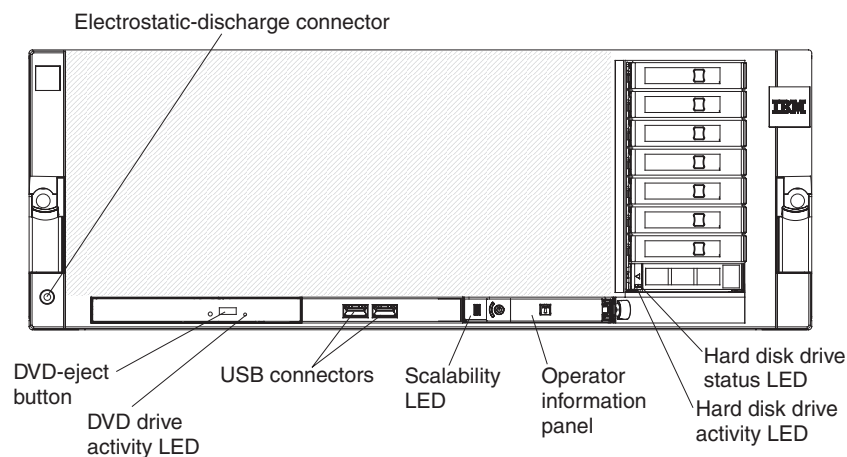 Electrostatic-discharge connector
IBM
DVD-eject
button
DVD drive
activity LED
USB connectors
Scalability
LED
Operator
information
panel
Hard disk drive
status LED
Hard disk drive
activity LED